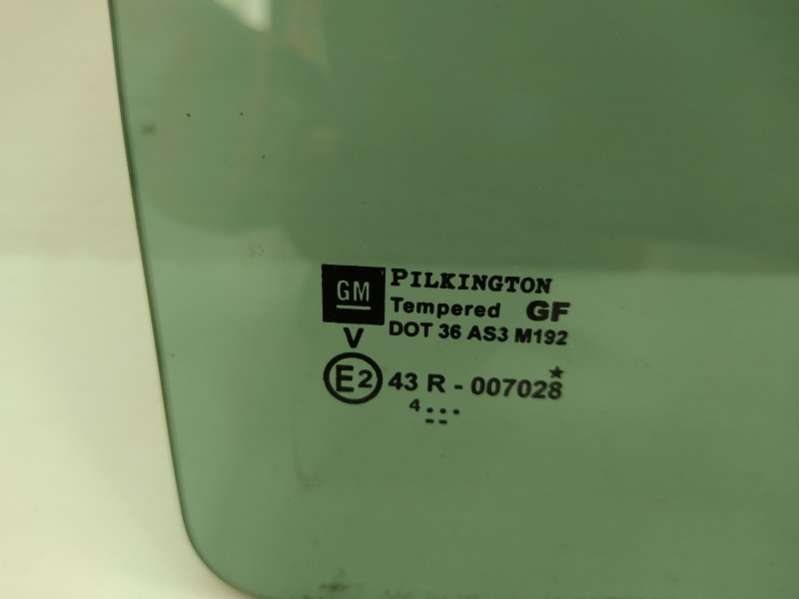 GM PILKINGTON
Tempered GF
V DOT 36 AS3 M192
E2 43 R - 007028 ★
4 ...
--